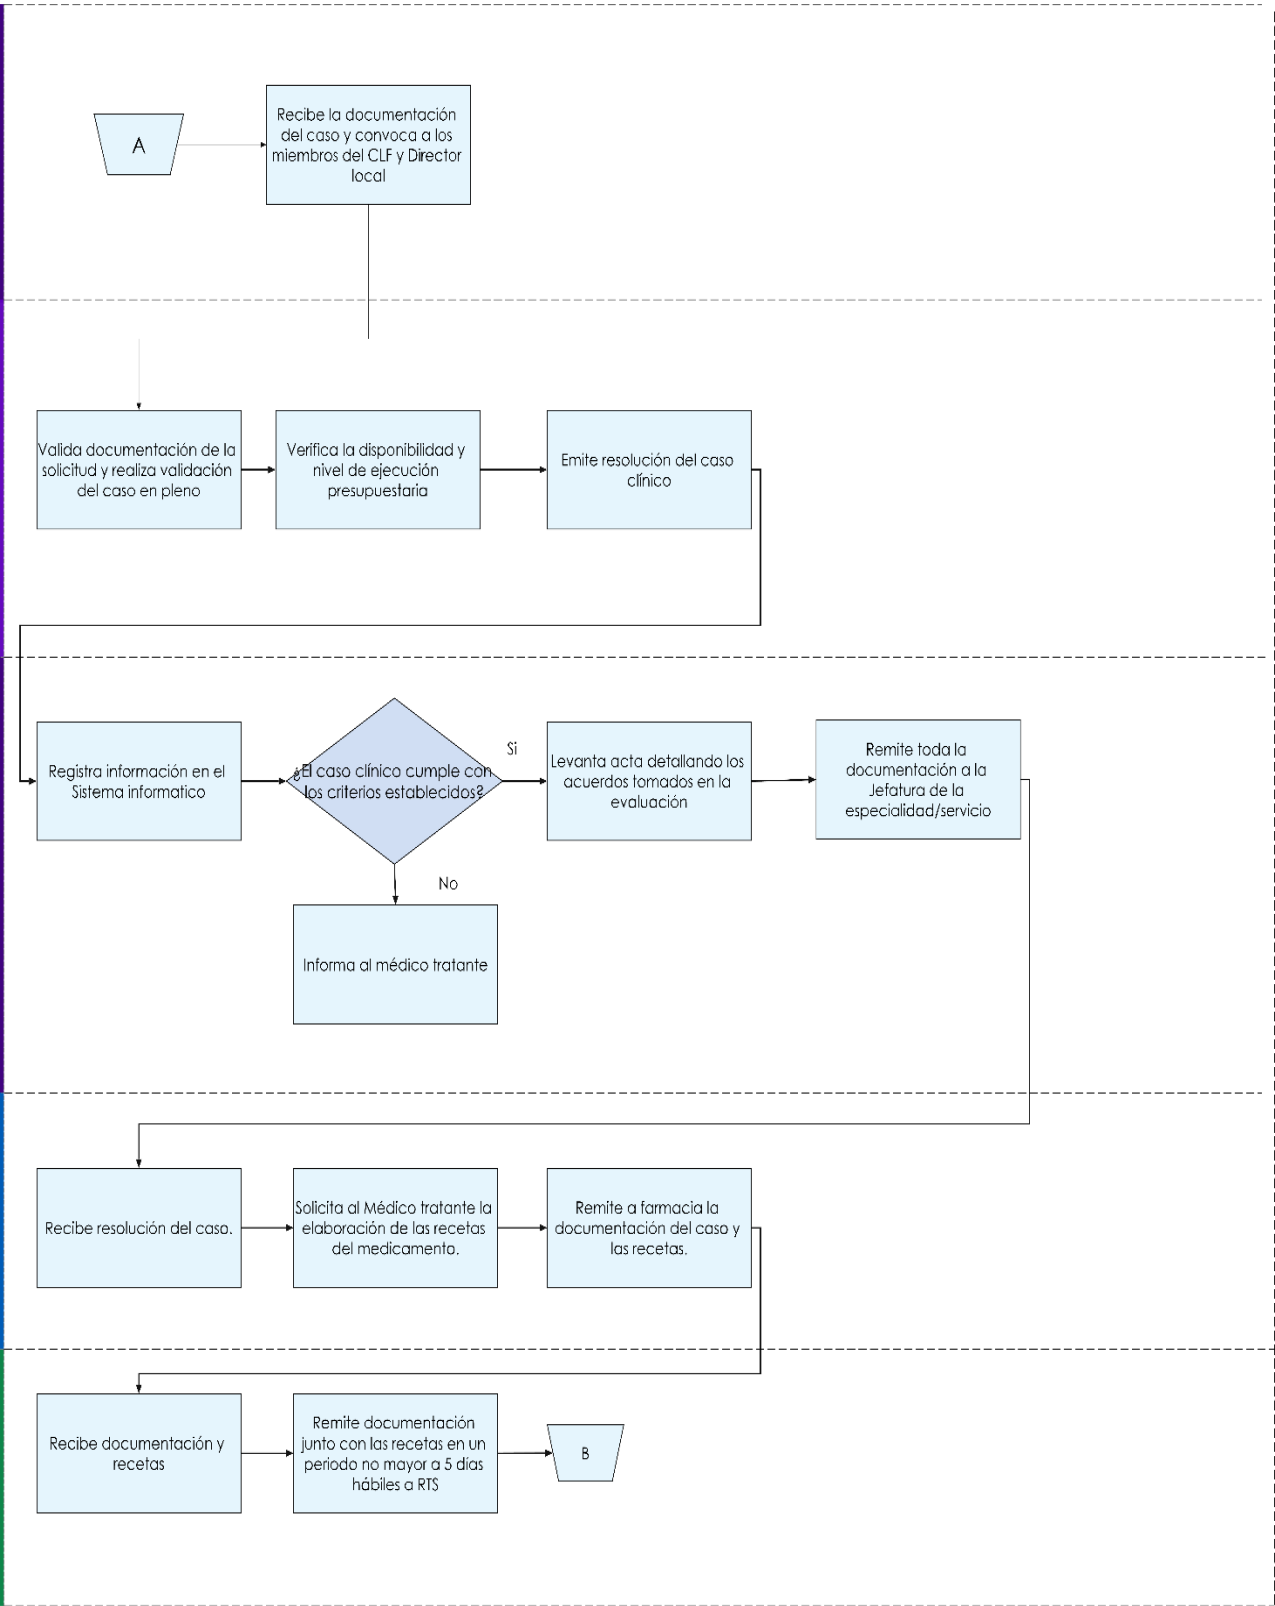 A
Recibe la documentación
del caso y convoca a los
miembros del CLF y Director
local
Valida documentación de la
solicitud y realiza validación
del caso en pleno
Verifica la disponibilidad y
nivel de ejecución
presupuestaria
Emite resolución del caso
clínico
Registra información en el
Sistema informatico
¿El caso clínico cumple con
los criterios establecidos?
Si
Levanta acta detallando los
acuerdos tomados en la
evaluación
Remite toda la
documentación a la
Jefatura de la
especialidad/servicio
No
Informa al médico tratante
Recibe resolución del caso.
Solicita al Médico tratante la
elaboración de las recetas
del medicamento.
Remite a farmacia la
documentación del caso y
las recetas.
Recibe documentación y
recetas
Remite documentación
junto con las recetas en un
periodo no mayor a 5 días
hábiles a RTS
B